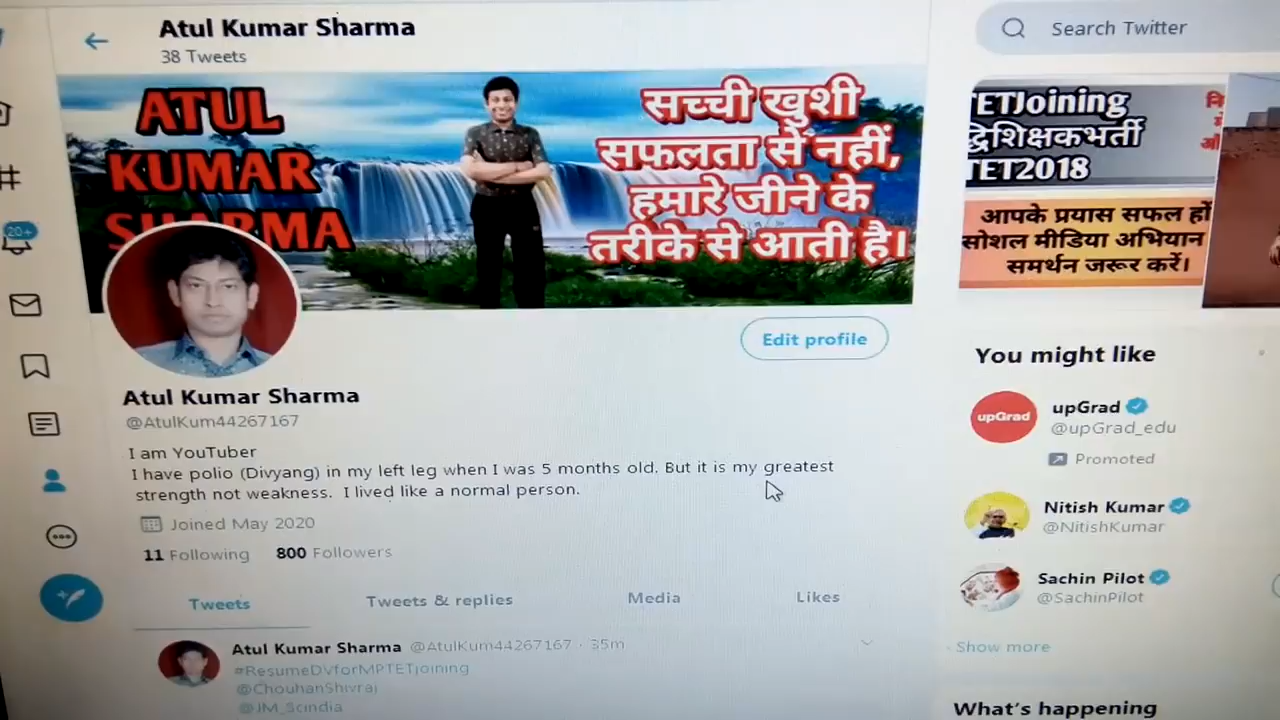 Atul Kumar Sharma
38 Tweets
ATUL
KUMAR
SHARMA
सच्ची खुशी
सफलता से नहीं,
हमारे जीने के
तरीके से आती है।
Edit profile
Atul Kumar Sharma
@AtulKum44267167
I am YouTuber
I have polio (Divyang) in my left leg when I was 5 months old. But it is my greatest
strength not weakness. I lived like a normal person.
Joined May 2020
11 Following 800 Followers
Tweets Tweets & replies Media Likes
Atul Kumar Sharma @AtulKum44267167 · 35m
#ResumeDVforMPTETjoining
@ChouhanShivraj
@JM_Scindia
20+
Search Twitter
TETJoining
शिक्षकभर्ती
TET2018
आपके प्रयास सफल हों
सोशल मीडिया अभियान
समर्थन जरूर करें।
You might like
upGrad
upGrad
@upGrad_edu
Promoted
Nitish Kumar
@NitishKumar
Sachin Pilot
@SachinPilot
Show more
What's happening